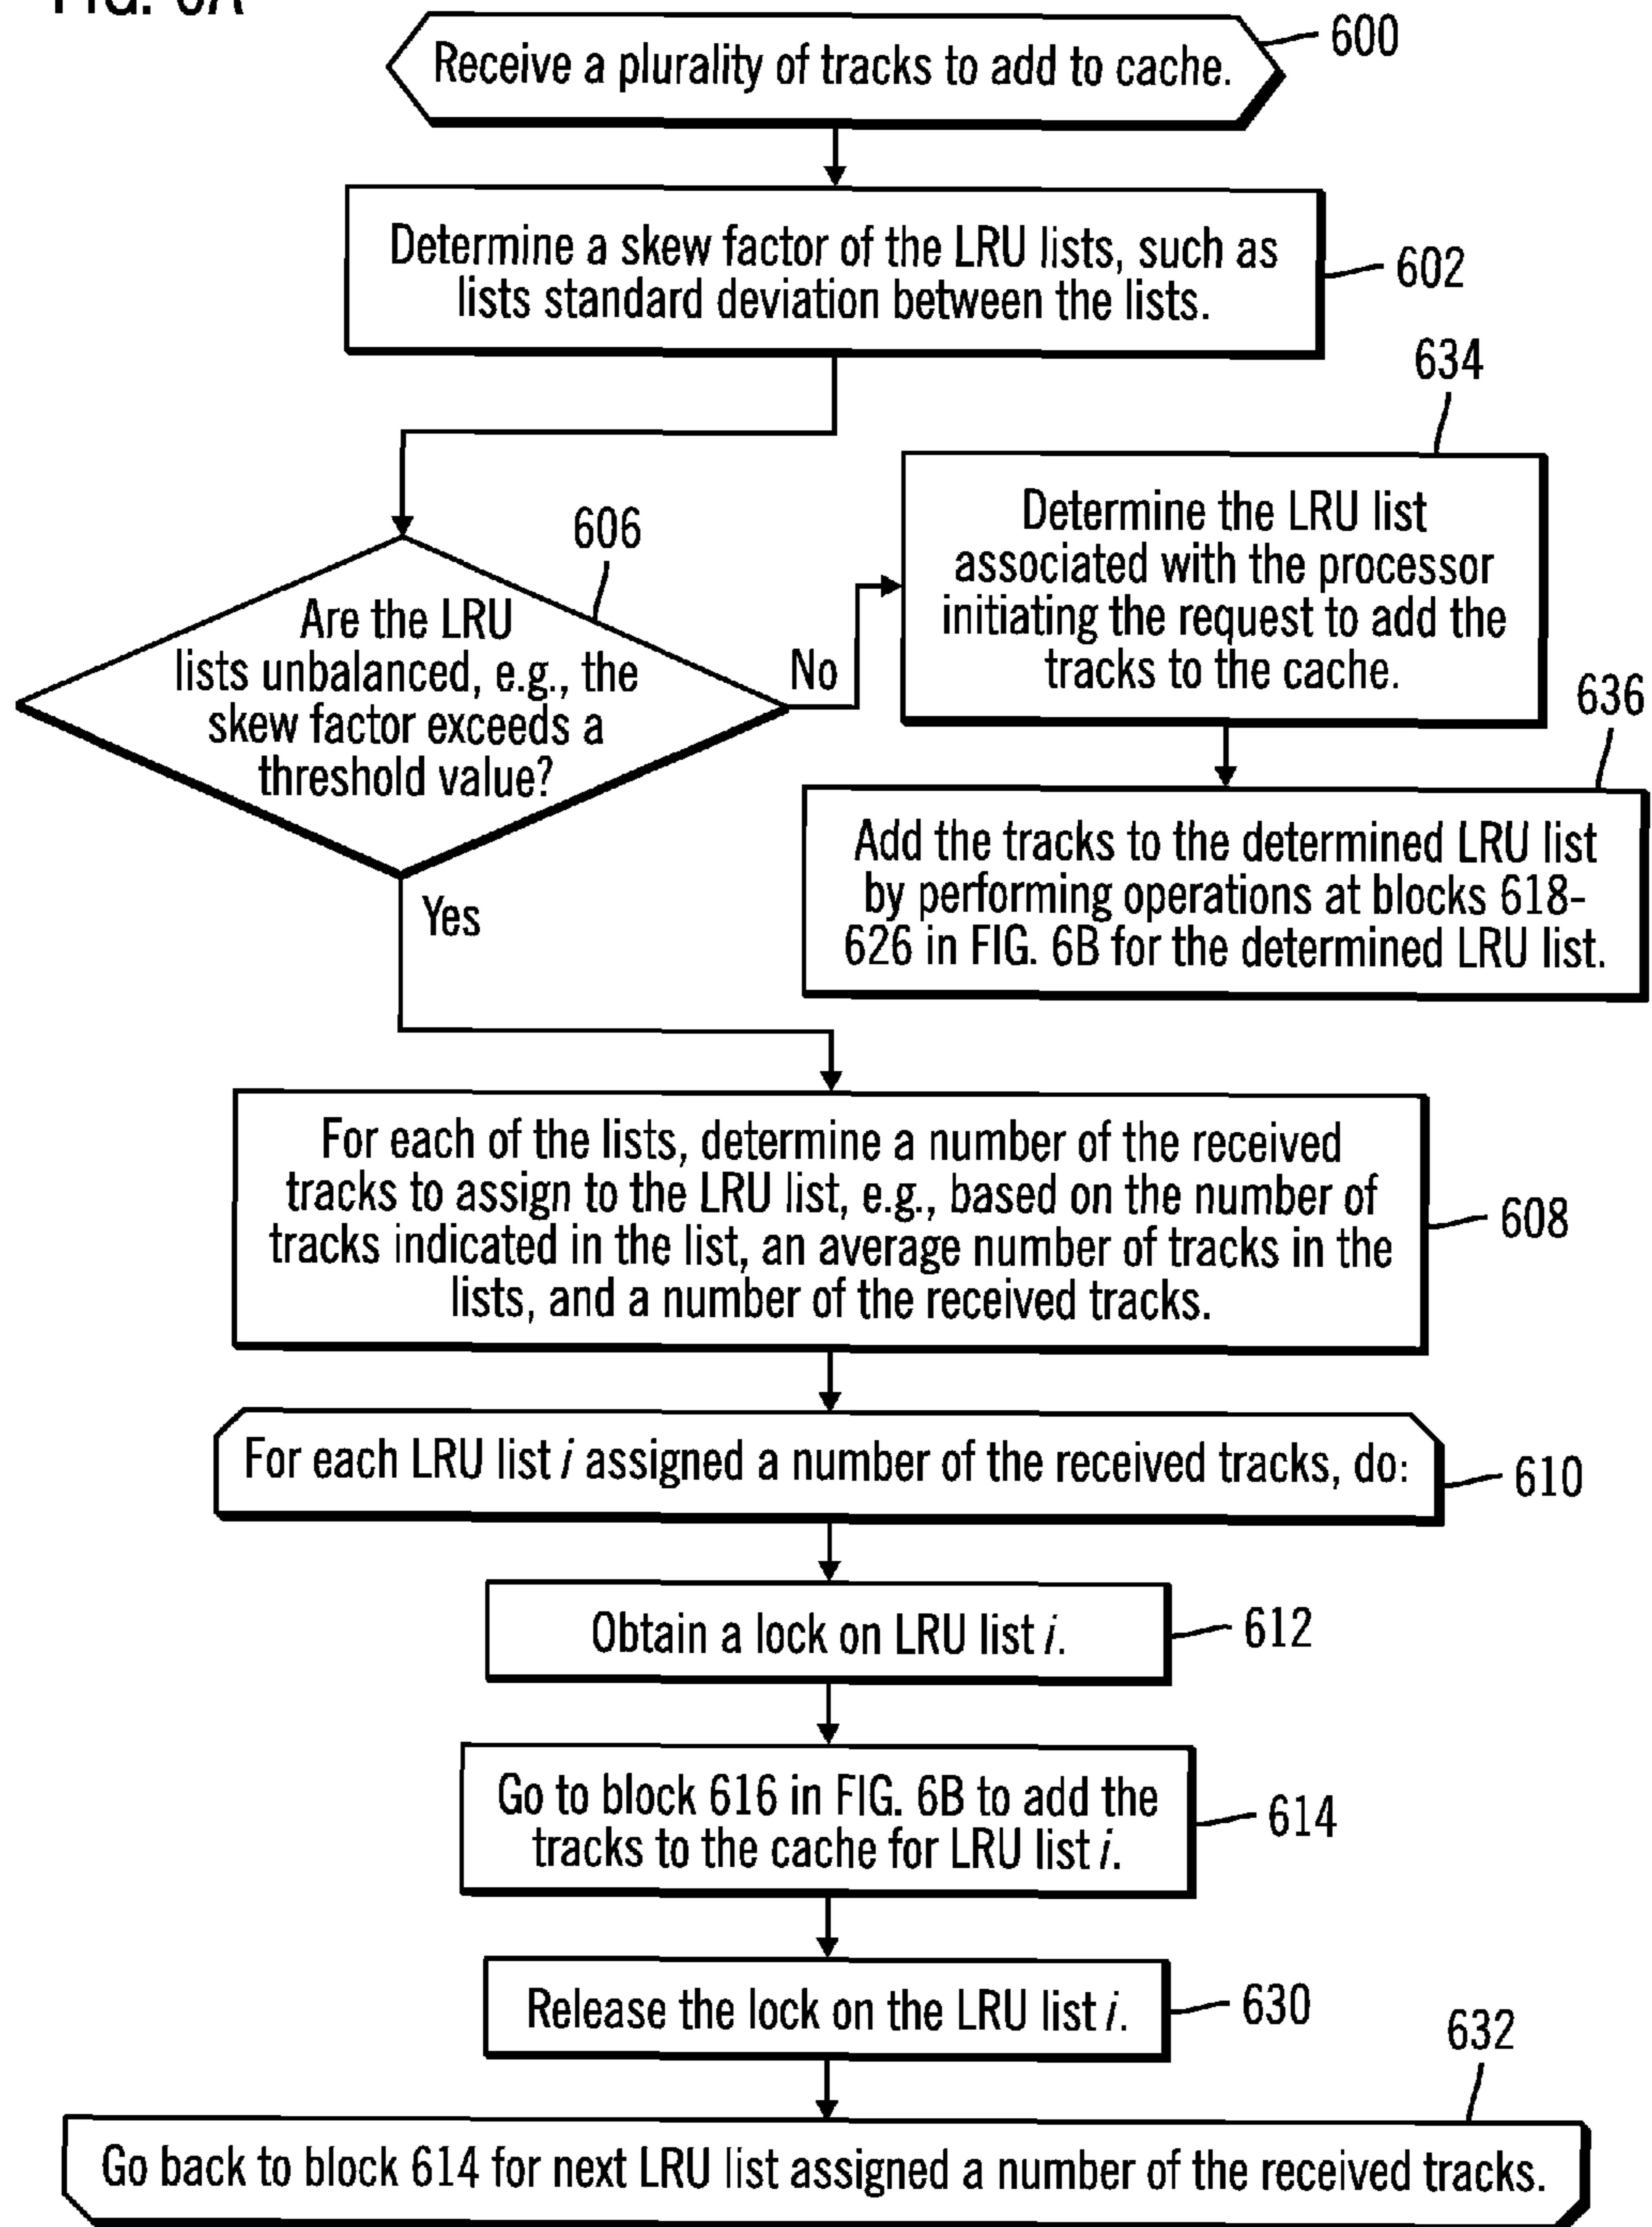 FIG. 6A
Receive a plurality of tracks to add to cache.
600
Determine a skew factor of the LRU lists, such as
lists standard deviation between the lists.
602
634
Determine the LRU list
associated with the processor
initiating the request to add the
tracks to the cache.
606
Are the LRU
lists unbalanced, e.g., the
skew factor exceeds a
threshold value?
No
636
Add the tracks to the determined LRU list
by performing operations at blocks 618-
626 in FIG. 6B for the determined LRU list.
Yes
For each of the lists, determine a number of the received
tracks to assign to the LRU list, e.g., based on the number of
tracks indicated in the list, an average number of tracks in the
lists, and a number of the received tracks.
608
For each LRU list i assigned a number of the received tracks, do:
610
Obtain a lock on LRU list i.
612
Go to block 616 in FIG. 6B to add the
tracks to the cache for LRU list i.
614
Release the lock on the LRU list i.
630
632
Go back to block 614 for next LRU list assigned a number of the received tracks.